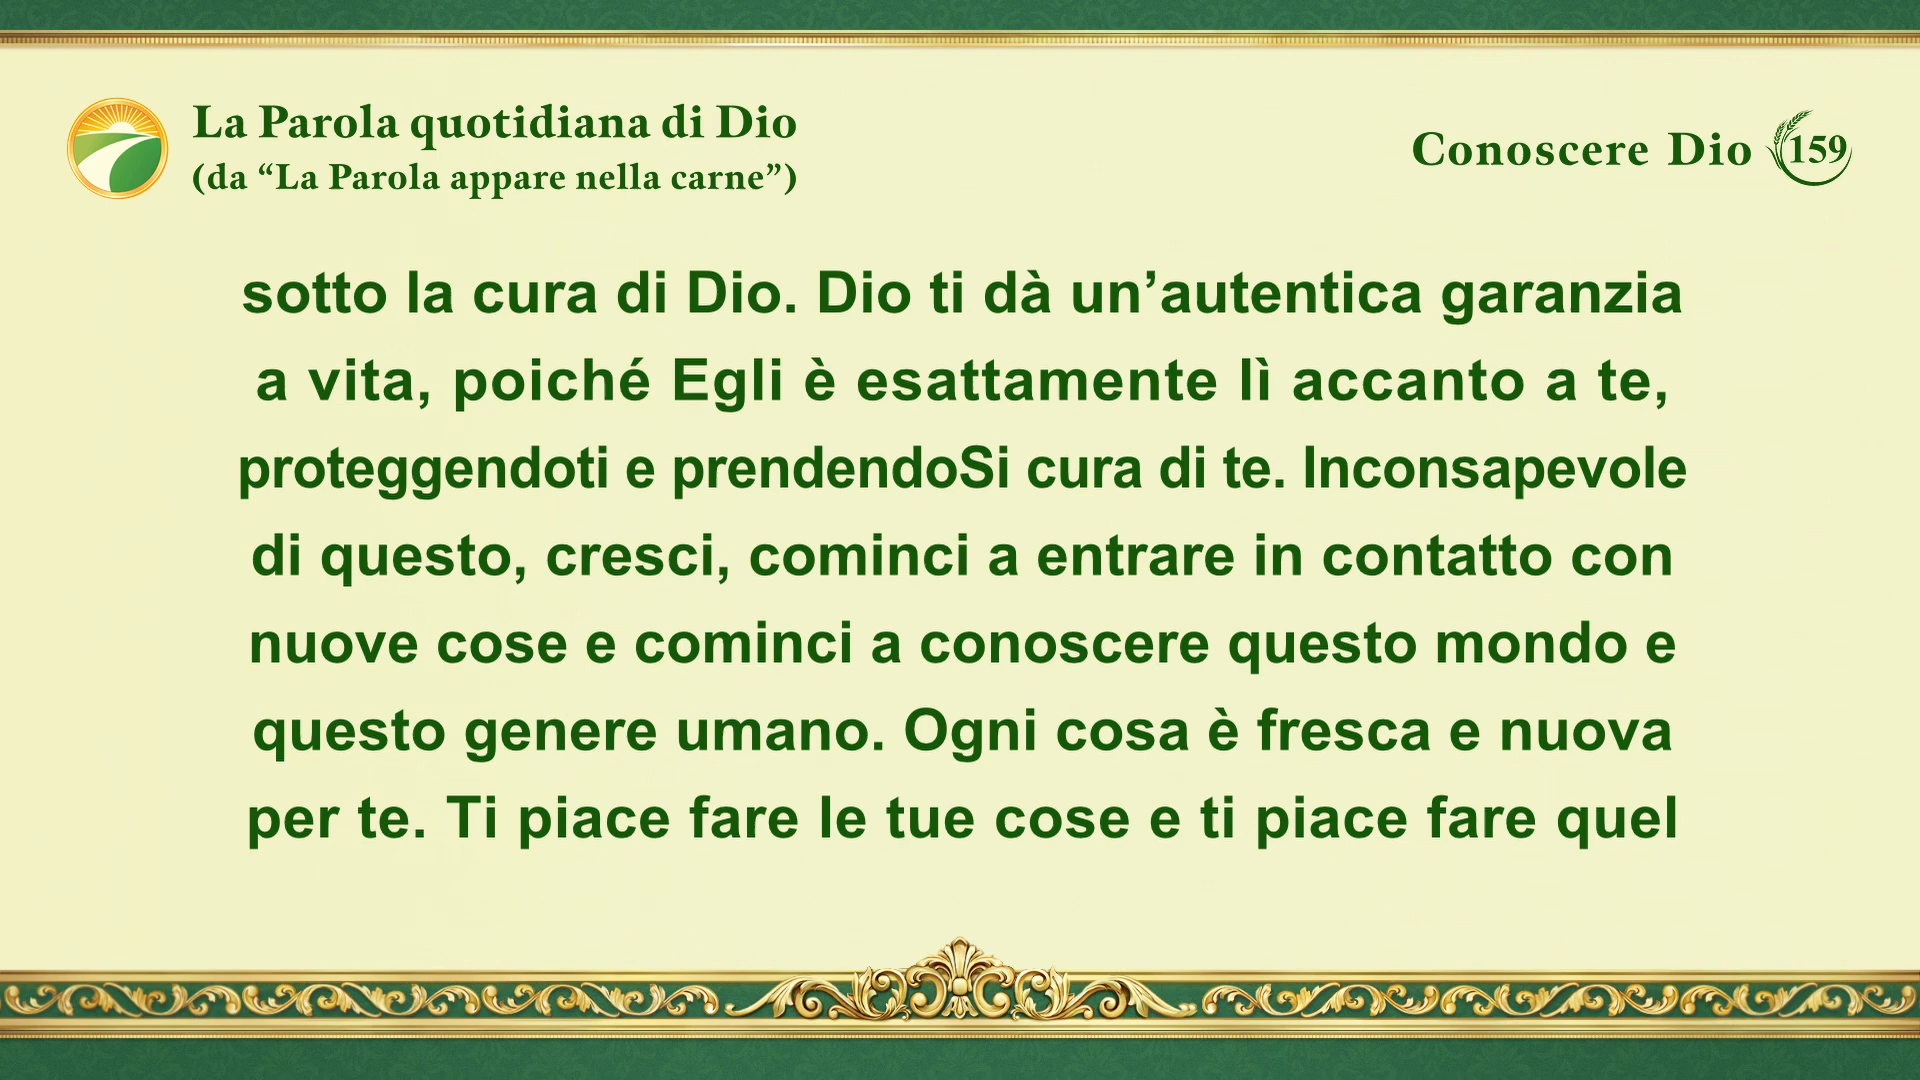 La Parola quotidiana di Dio
(da “La Parola appare nella carne”)
Conoscere Dio 159
sotto la cura di Dio. Dio ti dà un’autentica garanzia
a vita, poiché Egli è esattamente lì accanto a te,
proteggendoti e prendendoSi cura di te. Inconsapevole
di questo, cresci, cominci a entrare in contatto con
nuove cose e cominci a conoscere questo mondo e
questo genere umano. Ogni cosa è fresca e nuova
per te. Ti piace fare le tue cose e ti piace fare quel